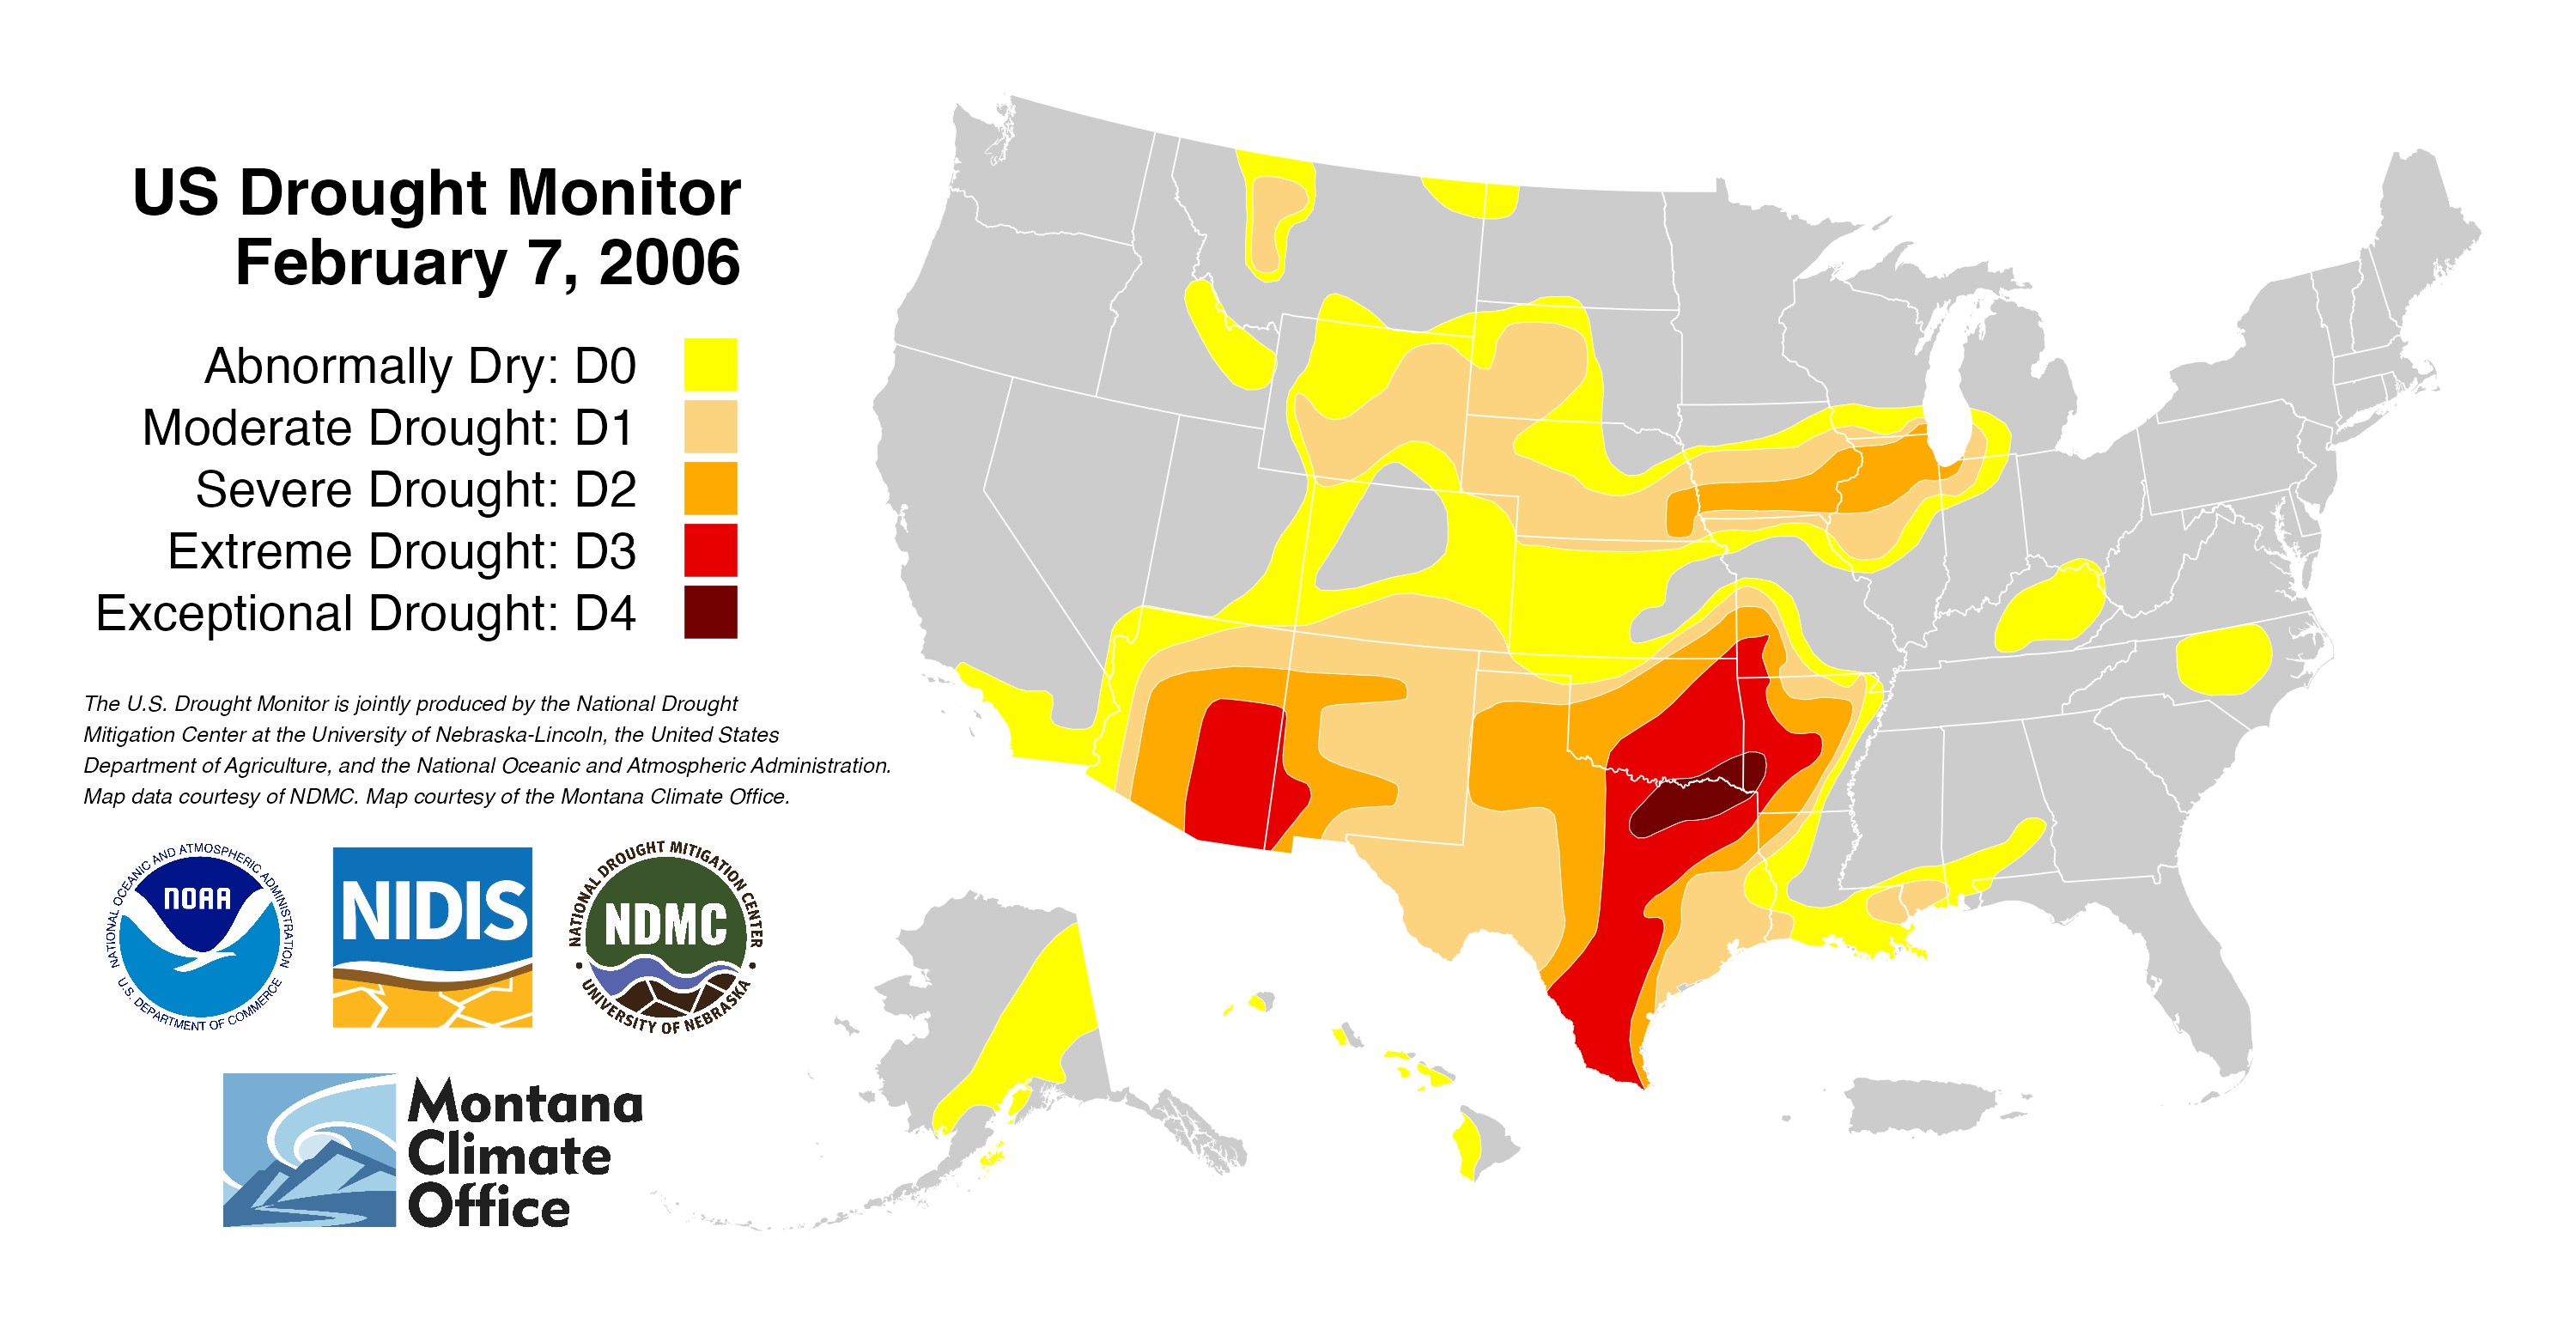 US Drought Monitor
February 7, 2006
Abnormally Dry: D0
Moderate Drought: D1
Severe Drought: D2
Extreme Drought: D3
Exceptional Drought: D4
The U.S. Drought Monitor is jointly produced by the National Drought
Mitigation Center at the University of Nebraska-Lincoln, the United States
Department of Agriculture, and the National Oceanic and Atmospheric Administration.
Map data courtesy of NDMC. Map courtesy of the Montana Climate Office.
NATIONAL OCEANIC AND ATMOSPHERIC ADMINISTRATION
NOAA
U.S. DEPARTMENT OF COMMERCE
NIDIS
NATIONAL DROUGHT MITIGATION CENTER
NDMC
UNIVERSITY OF NEBRASKA
Montana
Climate
Office